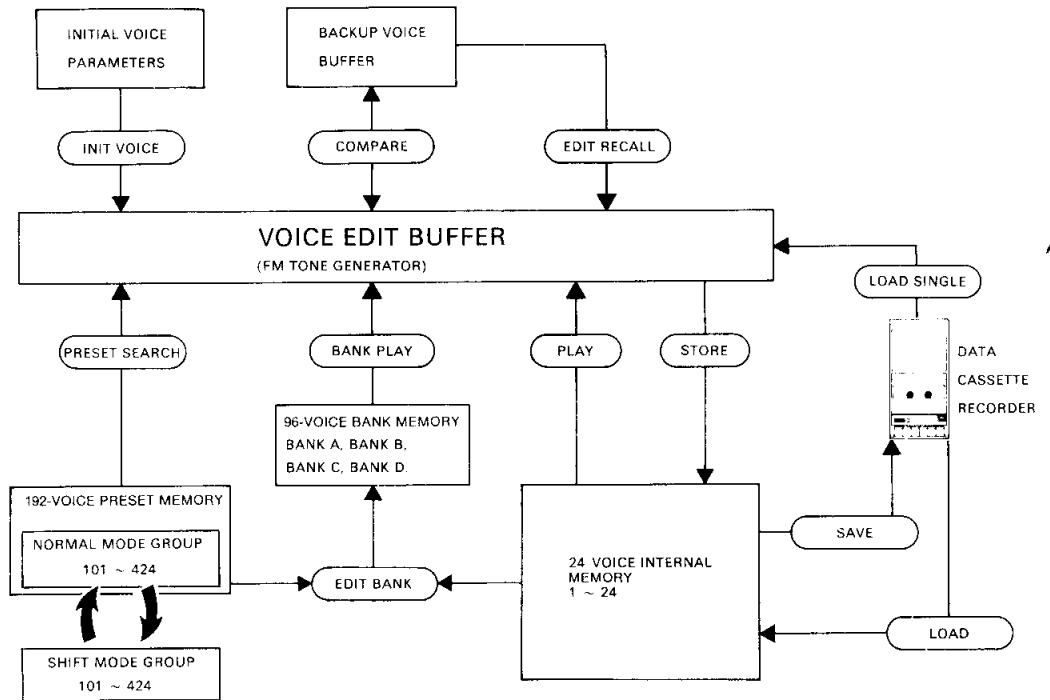 INITIAL VOICE
PARAMETERS
BACKUP VOICE
BUFFER
INIT VOICE
COMPARE
EDIT RECALL
VOICE EDIT BUFFER
(FM TONE GENERATOR)
LOAD SINGLE
PRESET SEARCH
BANK PLAY
PLAY
STORE
DATA
CASSETTE
RECORDER
96-VOICE BANK MEMORY
BANK A, BANK B,
BANK C, BANK D.
192-VOICE PRESET MEMORY
NORMAL MODE GROUP
101 ~ 424
EDIT BANK
24 VOICE INTERNAL
MEMORY
1 ~ 24
SAVE
LOAD
SHIFT MODE GROUP
101 ~ 424